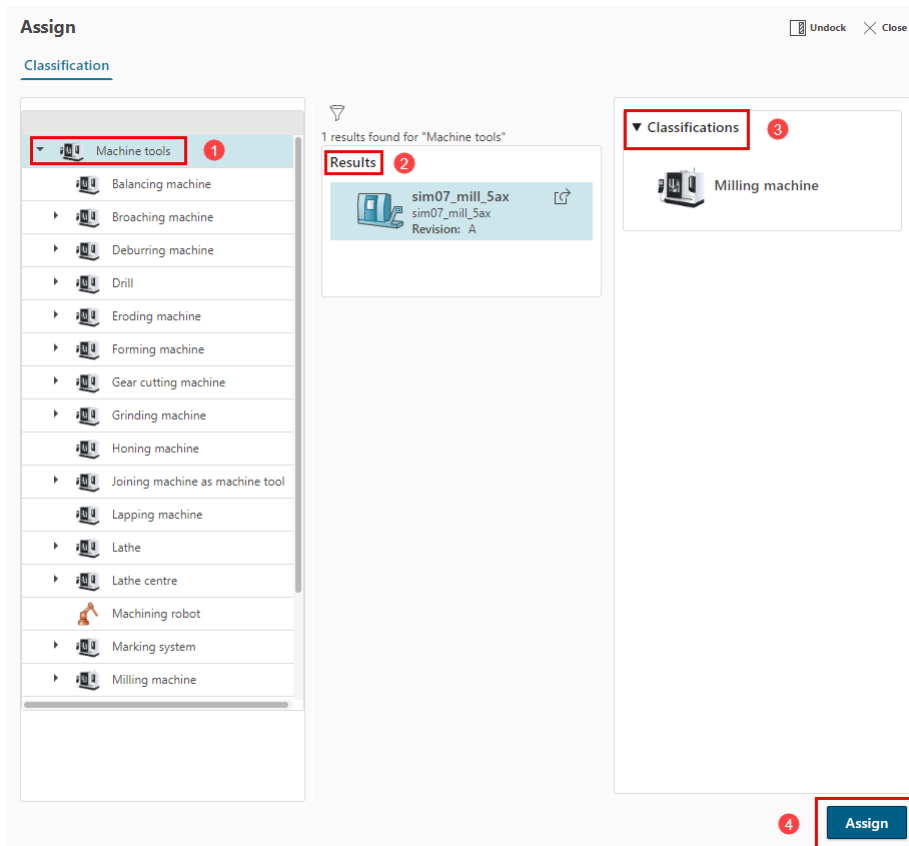 Assign
Undock
Close
Classification
Machine tools
1
Balancing machine
Broaching machine
Deburring machine
Drill
Eroding machine
Forming machine
Gear cutting machine
Grinding machine
Honing machine
Joining machine as machine tool
Lapping machine
Lathe
Lathe centre
Machining robot
Marking system
Milling machine
1 results found for "Machine tools"
Results
2
sim07_mill_5ax
sim07_mill_5ax
Revision: A
Classifications
3
Milling machine
4
Assign